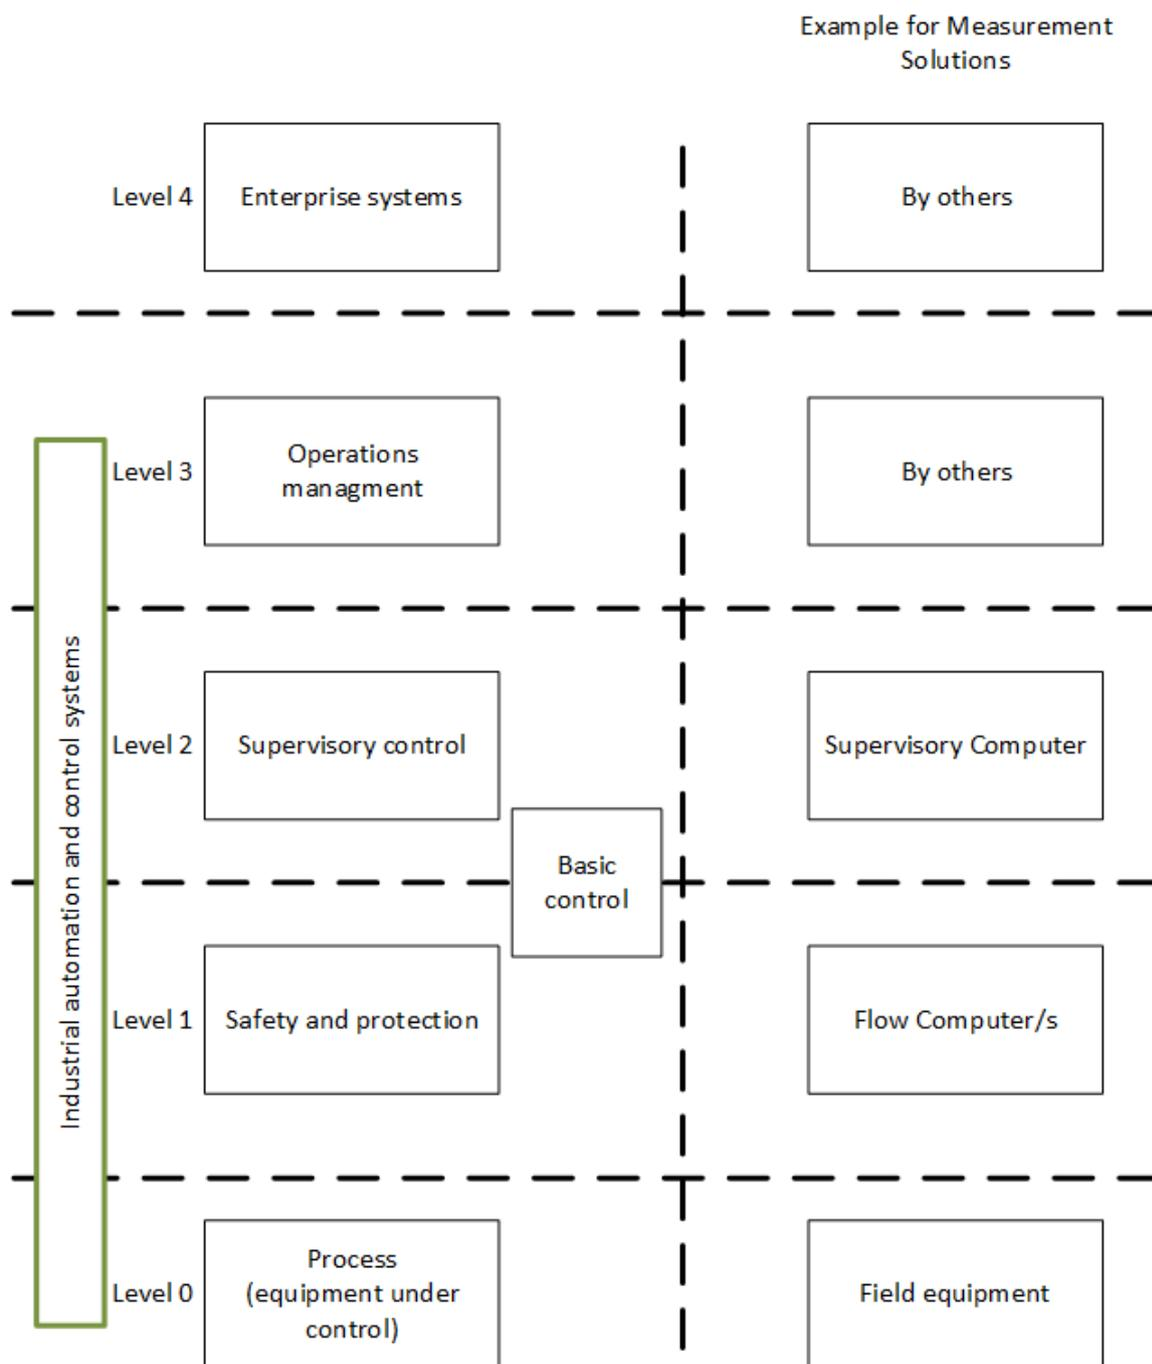 Example for Measurement
Solutions
Level 4
Enterprise systems
By others
Level 3
Operations
managment
By others
Industrial automation and control systems
Level 2
Supervisory control
Supervisory Computer
Basic
control
Level 1
Safety and protection
Flow Computer/s
Level 0
Process
(equipment under
control)
Field equipment